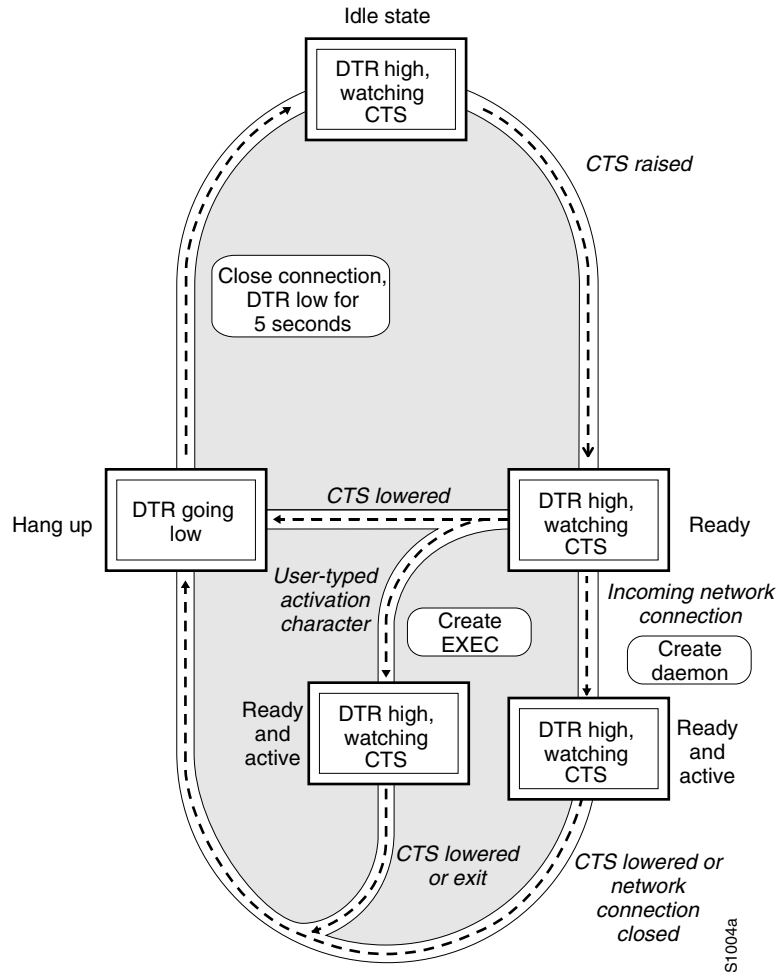 Idle state
DTR high,
watching
CTS
CTS raised
Close connection,
DTR low for
5 seconds
Hang up
DTR going
low
CTS lowered
DTR high,
watching
CTS
Ready
User-typed
activation
character
Create
EXEC
Incoming network
connection
Create
daemon
Ready
and
active
DTR high,
watching
CTS
DTR high,
watching
CTS
Ready
and
active
CTS lowered
or exit
CTS lowered or
network
connection
closed
S1004a